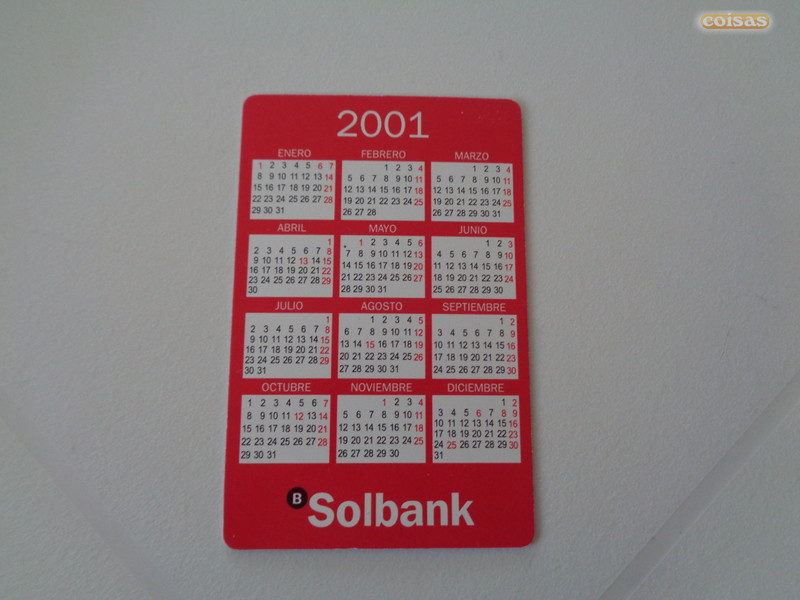 coisas
2001
ENERO FEBRERO MARZO
1 2 3 4 5 6 7 1 2 3 4 1 2 3 4
8 9 10 11 12 13 14 5 6 7 8 9 10 11 5 6 7 8 9 10 11
15 16 17 18 19 20 21 12 13 14 15 16 17 18 12 13 14 15 16 17 18
22 23 24 25 26 27 28 19 20 21 22 23 24 25 19 20 21 22 23 24 25
29 30 31 26 27 28 26 27 28 29 30 31
ABRIL MAYO JUNIO
1 1 2 3 4 5 6 1 2 3
2 3 4 5 6 7 8 7 8 9 10 11 12 13 4 5 6 7 8 9 10
9 10 11 12 13 14 15 14 15 16 17 18 19 20 11 12 13 14 15 16 17
16 17 18 19 20 21 22 21 22 23 24 25 26 27 18 19 20 21 22 23 24
23 24 25 26 27 28 29 28 29 30 31 25 26 27 28 29 30
30
JULIO AGOSTO SEPTIEMBRE
1 1 2 3 4 5 1 2
2 3 4 5 6 7 8 6 7 8 9 10 11 12 3 4 5 6 7 8 9
9 10 11 12 13 14 15 13 14 15 16 17 18 19 10 11 12 13 14 15 16
16 17 18 19 20 21 22 20 21 22 23 24 25 26 17 18 19 20 21 22 23
23 24 25 26 27 28 29 27 28 29 30 31 24 25 26 27 28 29 30
30 31
OCTUBRE NOVIEMBRE DICIEMBRE
1 2 3 4 5 6 7 1 2 3 4 1 2
8 9 10 11 12 13 14 5 6 7 8 9 10 11 3 4 5 6 7 8 9
15 16 17 18 19 20 21 12 13 14 15 16 17 18 10 11 12 13 14 15 16
22 23 24 25 26 27 28 19 20 21 22 23 24 25 17 18 19 20 21 22 23
29 30 31 26 27 28 29 30 24 25 26 27 28 29 30
31
B Solbank